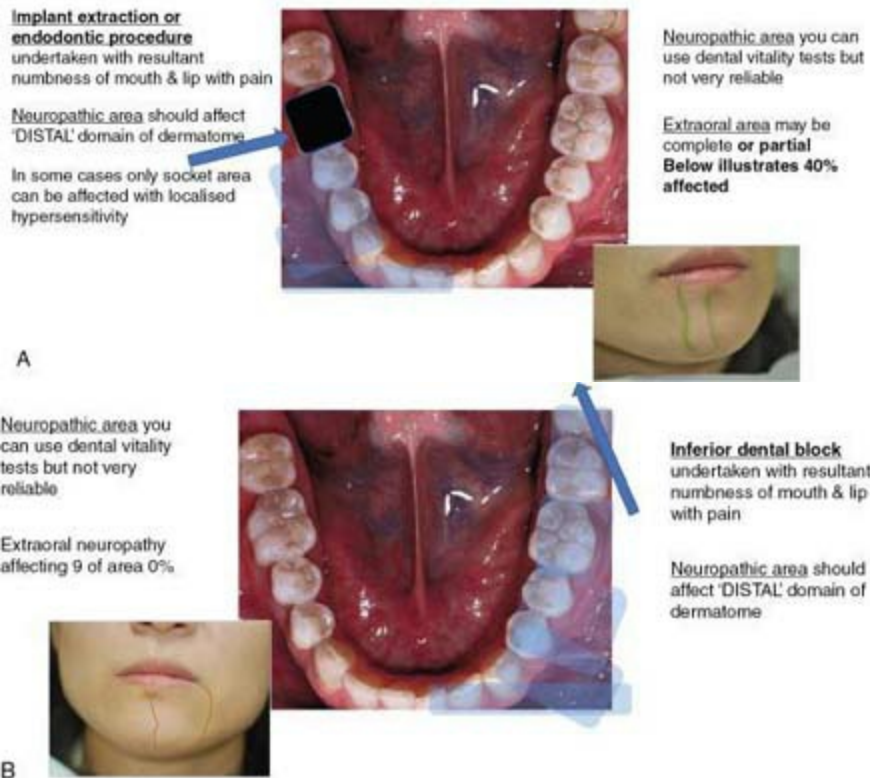 Implant extraction or
endodontic procedure
undertaken with resultant
numbness of mouth & lip with pain
Neuropathic area should affect
'DISTAL' domain of dermatome
In some cases only socket area
can be affected with localised
hypersensitivity
Neuropathic area you can
use dental vitality tests but
not very reliable
Extraoral area may be
complete or partial
Below illustrates 40%
affected
A
Neuropathic area you
can use dental vitality
tests but not very
reliable
Extraoral neuropathy
affecting 9 of area 0%
Inferior dental block
undertaken with resultant
numbness of mouth & lip
with pain
Neuropathic area should
affect 'DISTAL' domain of
dermatome
B